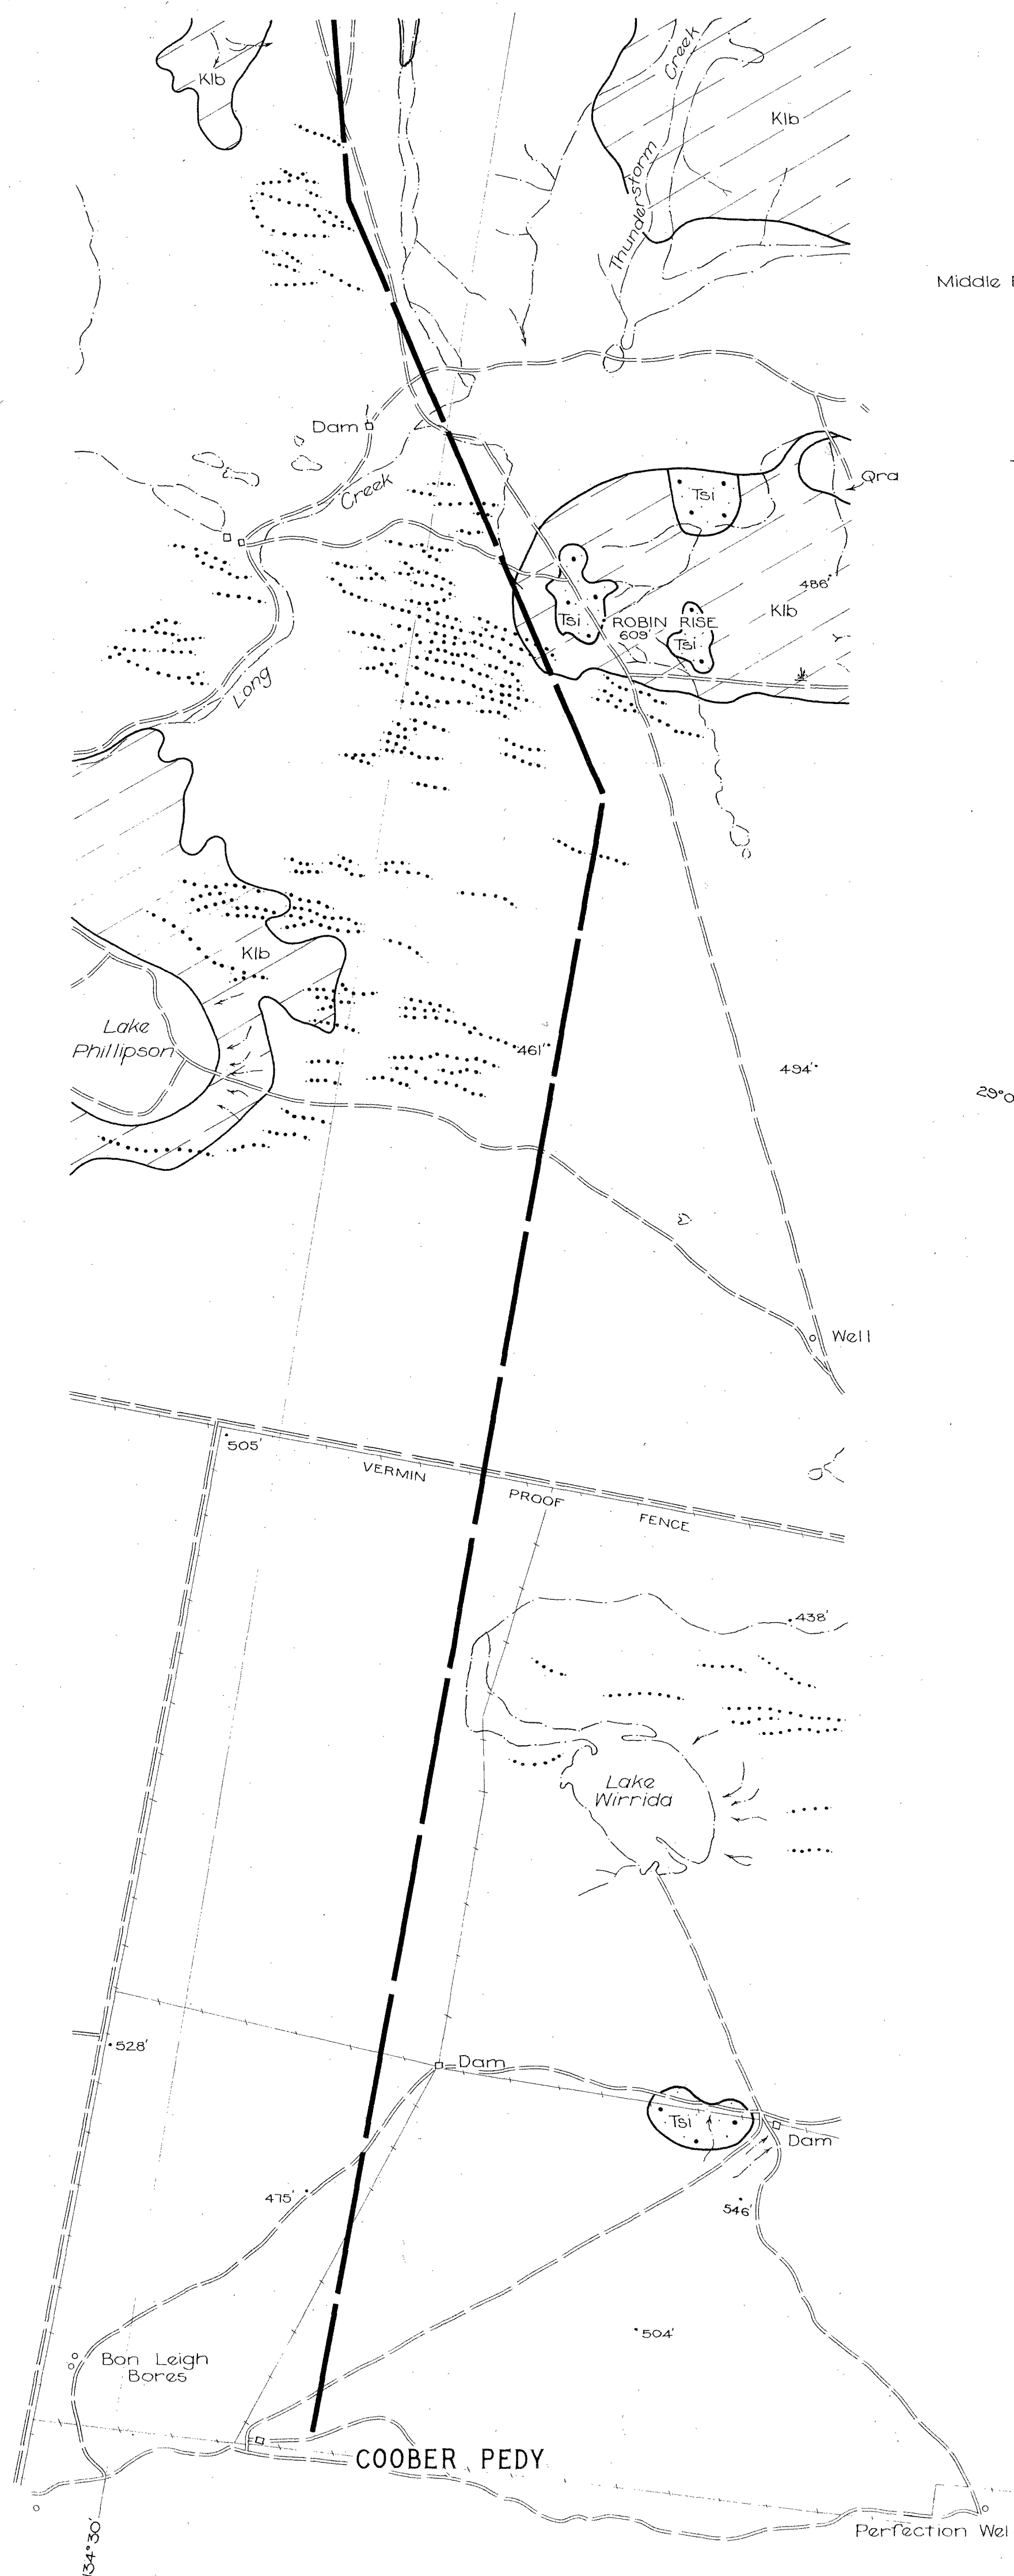 Klb
Creek
Klb
Thunderstorm
Middle
Dam
Creek
Qra
Tsi
486'
Klb
Tsi
ROBIN RISE
609'
Tsi
Long
Klb
Lake
Phillipson
461'
494'
29°0
Well
505'
VERMIN
PROOF
FENCE
438'
Lake
Wirrida
528'
Dam
Tsi
Dam
475'
546'
504'
Bon Leigh
Bores
COOBER PEDY
Perfection Wel
134°30'